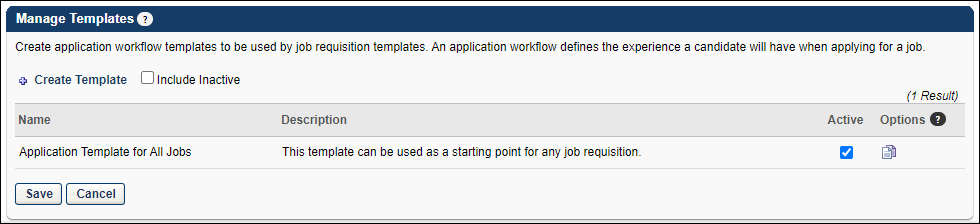 Manage Templates ?
Create application workflow templates to be used by job requisition templates. An application workflow defines the experience a candidate will have when applying for a job.
Create Template Include Inactive
(1 Result)
Name Description Active Options ?
Application Template for All Jobs This template can be used as a starting point for any job requisition.
Save Cancel